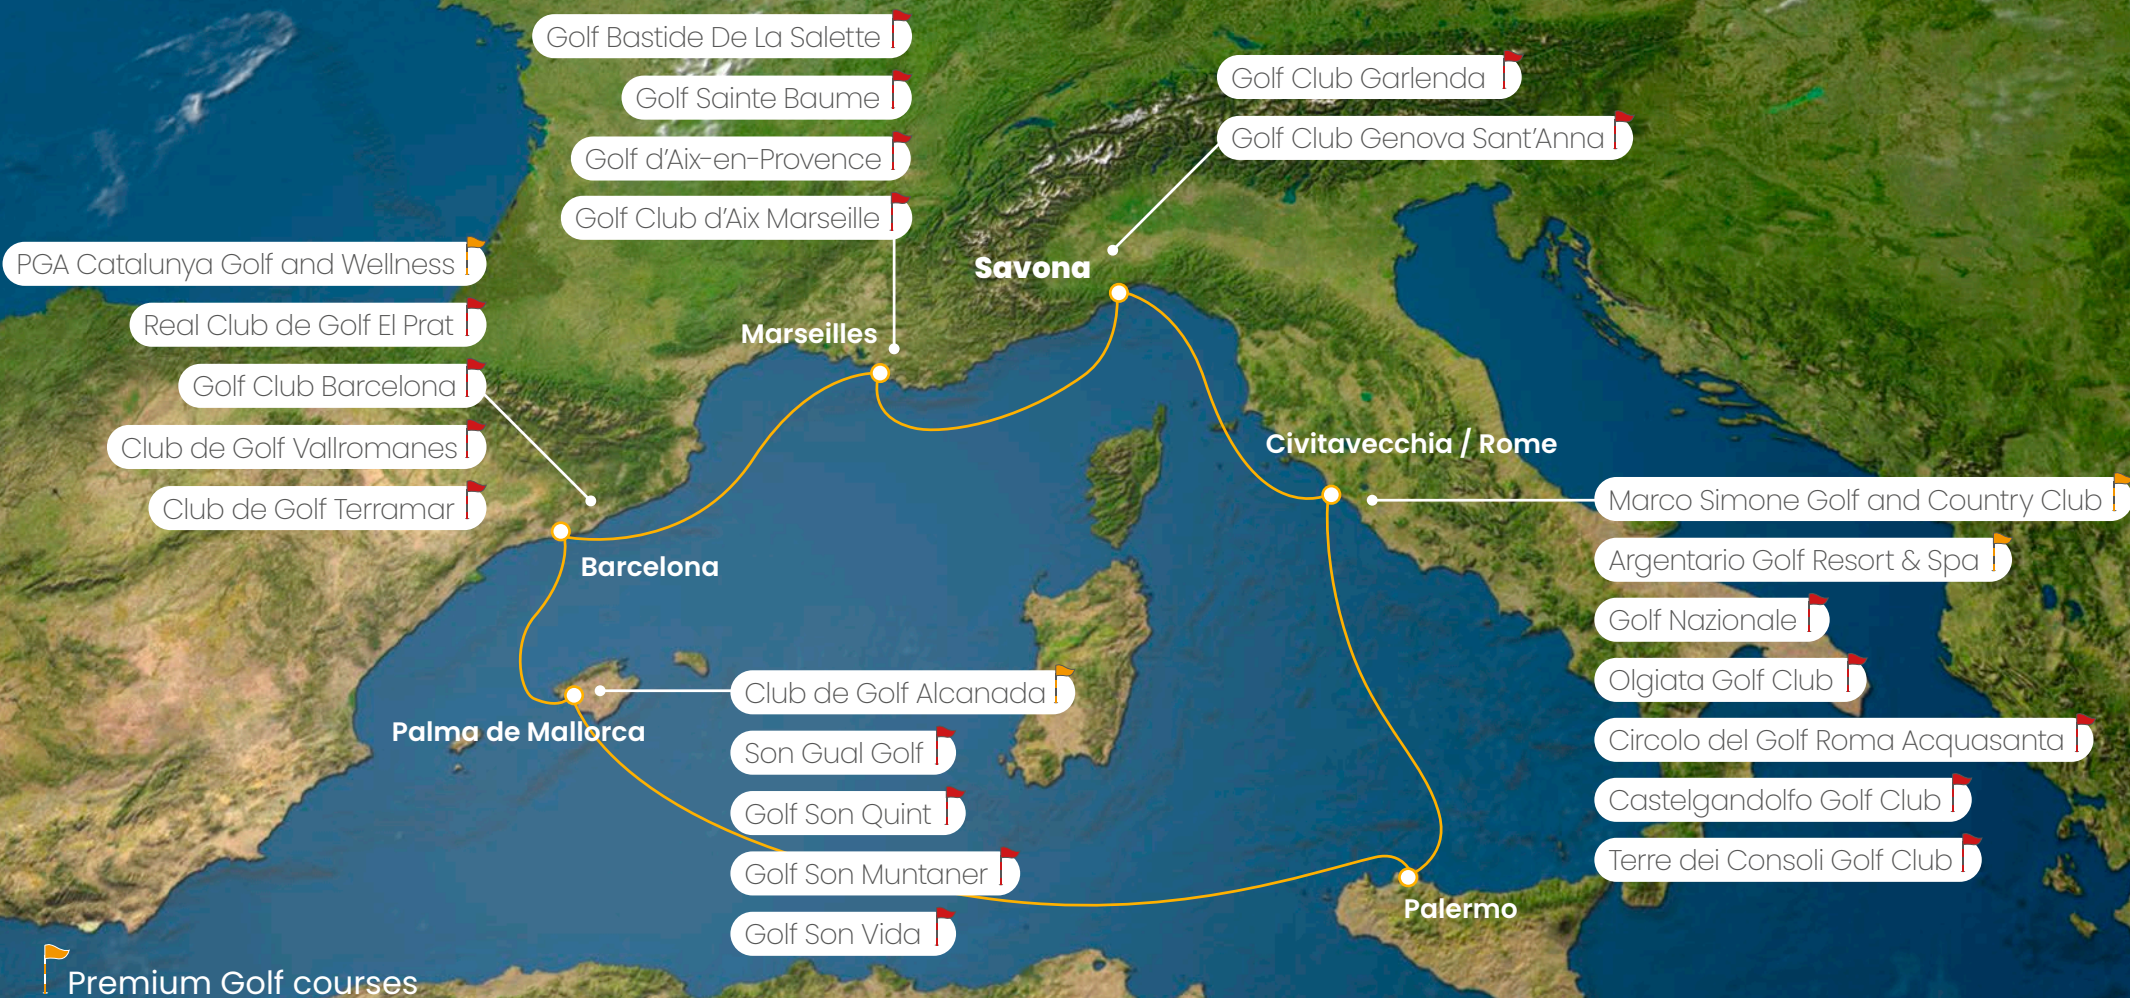 Golf Bastide De La Salette
Golf Sainte Baume
Golf d'Aix-en-Provence
Golf Club d'Aix Marseille
Golf Club Garlenda
Golf Club Genova Sant'Anna
PGA Catalunya Golf and Wellness
Real Club de Golf El Prat
Golf Club Barcelona
Club de Golf Vallromanes
Club de Golf Terramar
Savona
Marseilles
Civitavecchia / Rome
Barcelona
Palma de Mallorca
Palermo
Marco Simone Golf and Country Club
Argentario Golf Resort & Spa
Golf Nazionale
Olgiata Golf Club
Circolo del Golf Roma Acquasanta
Castelgandolfo Golf Club
Terre dei Consoli Golf Club
Club de Golf Alcanada
Son Gual Golf
Golf Son Quint
Golf Son Muntaner
Golf Son Vida
Premium Golf courses